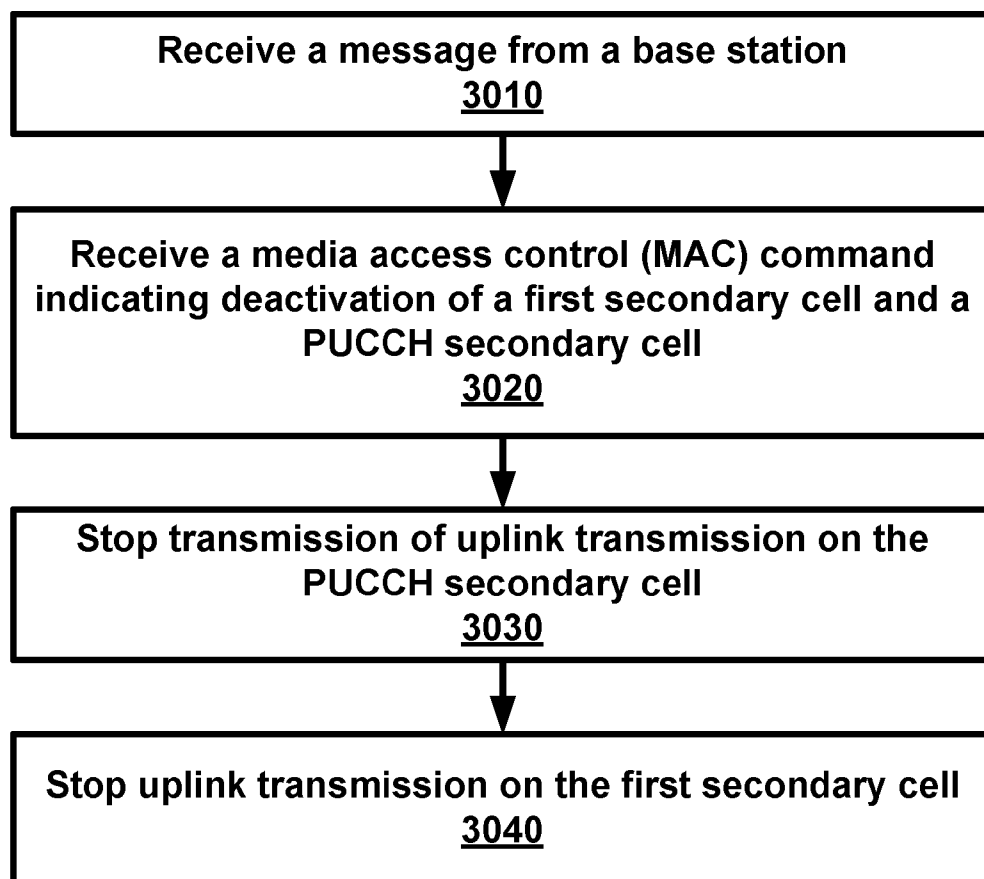 Receive a message from a base station
3010
Receive a media access control (MAC) command
indicating deactivation of a first secondary cell and a
PUCCH secondary cell
3020
Stop transmission of uplink transmission on the
PUCCH secondary cell
3030
Stop uplink transmission on the first secondary cell
3040